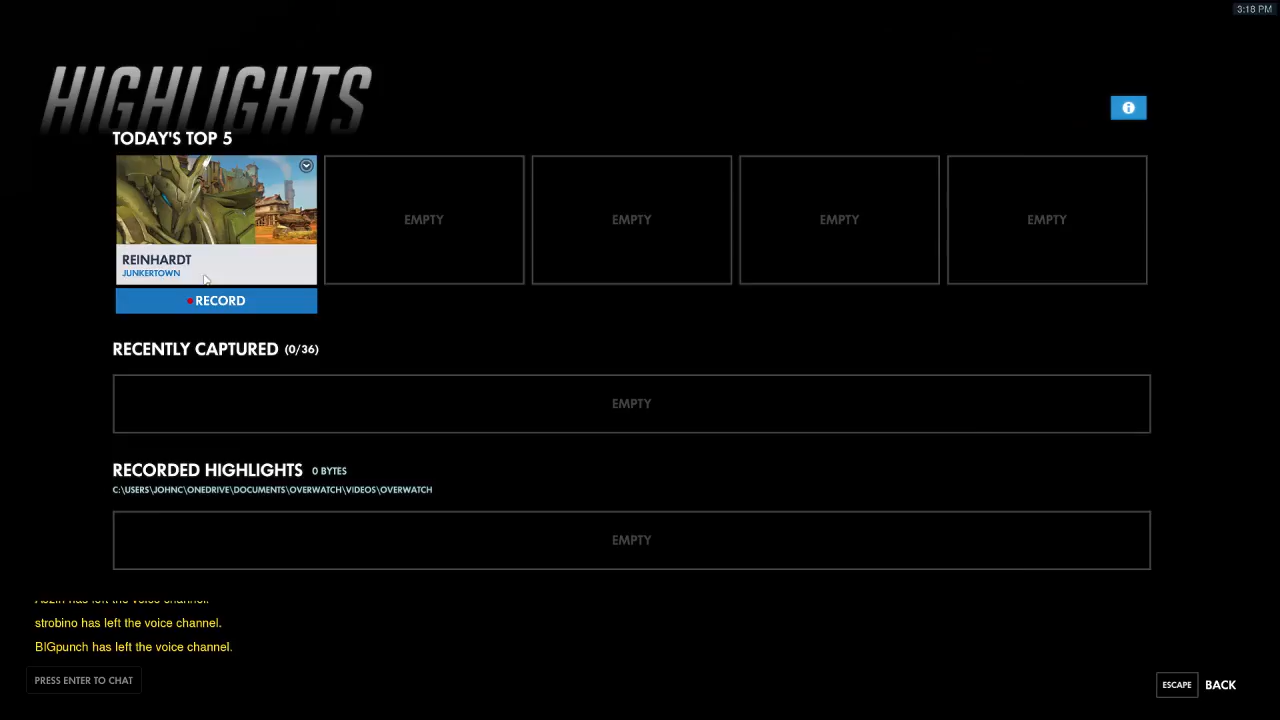 3:18 PM
HIGHLIGHTS
TODAY'S TOP 5
REINHARDT
JUNKERTOWN
RECORD
EMPTY
EMPTY
EMPTY
EMPTY
RECENTLY CAPTURED (0/36)
EMPTY
RECORDED HIGHLIGHTS 0 BYTES
C:\USERS\JOHNC\ONEDRIVE\DOCUMENTS\OVERWATCH\VIDEOS\OVERWATCH
EMPTY
has left the voice channel.
strobino has left the voice channel.
BIGpunch has left the voice channel.
PRESS ENTER TO CHAT
ESCAPE BACK